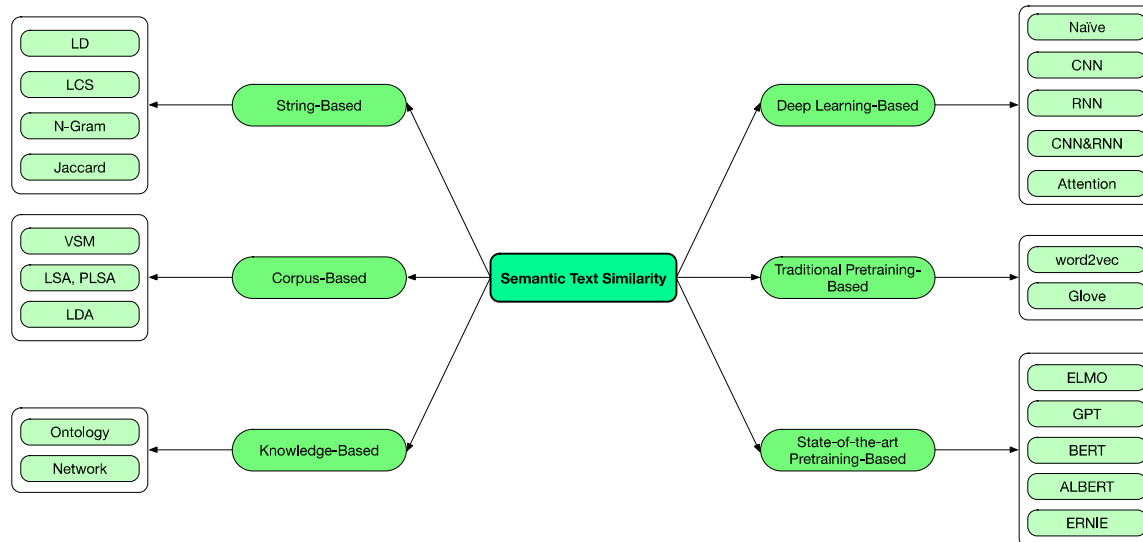 LD
LCS
N-Gram
Jaccard
String-Based
VSM
LSA, PLSA
LDA
Corpus-Based
Ontology
Network
Knowledge-Based
Semantic Text Similarity
Deep Learning-Based
Naïve
CNN
RNN
CNN&RNN
Attention
Traditional Pretraining-
Based
word2vec
Glove
State-of-the-art
Pretraining-Based
ELMO
GPT
BERT
ALBERT
ERNIE